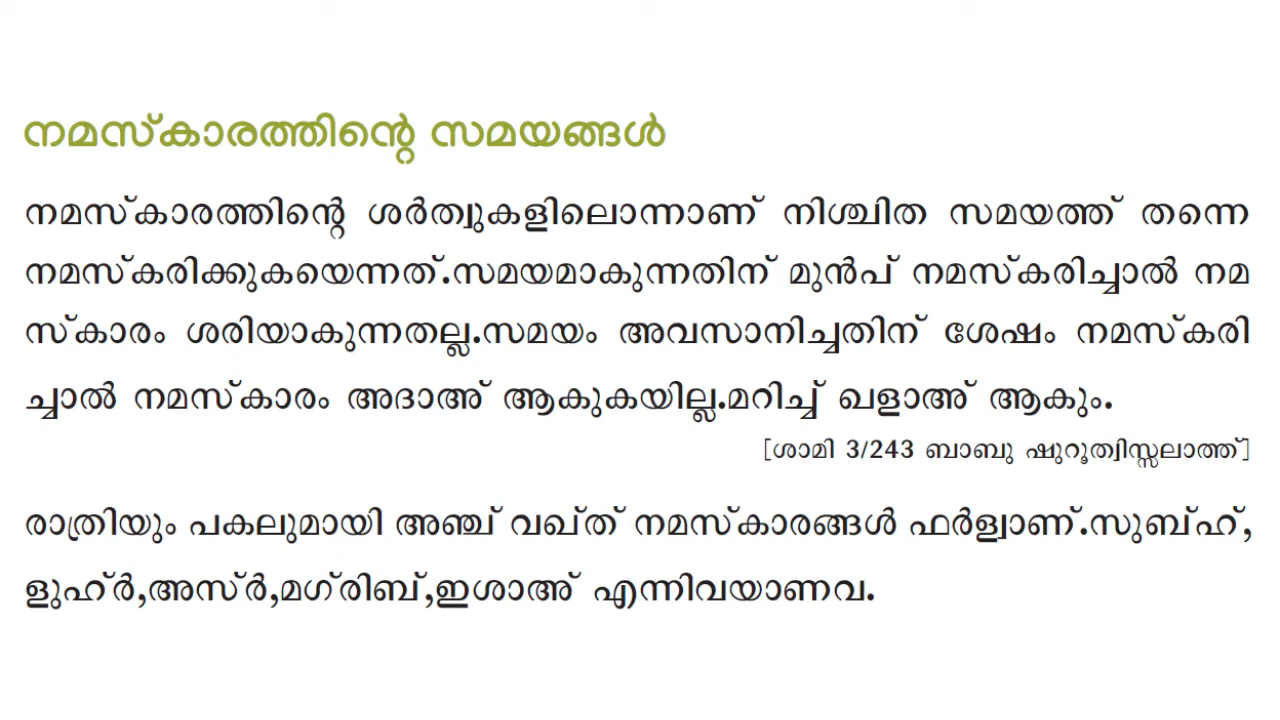 നമസ്കാരത്തിന്റെ സമയങ്ങൾ
നമസ്കാരത്തിന്റെ ശർത്വുകളിലൊന്നാണ് നിശ്ചിത സമയത്ത് തന്നെ
നമസ്കരിക്കുകയെന്നത്.സമയമാകുന്നതിന് മുൻപ് നമസ്കരിച്ചാൽ നമ
സ്കാരം ശരിയാകുന്നതല്ല.സമയം അവസാനിച്ചതിന് ശേഷം നമസ്കരി
ച്ചാൽ നമസ്കാരം അദാഅ് ആകുകയില്ല.മറിച്ച് ഖളാഅ് ആകും.
[ശാമി 3/243 ബാബു ഷുറൂത്വിസ്സലാത്ത്]
രാത്രിയും പകലുമായി അഞ്ച് വഖ്ത് നമസ്കാരങ്ങൾ ഫർള്വാണ്.സുബ്ഹ്,
ളുഹ്ർ,അസ്ർ,മഗ്‌രിബ്,ഇശാഅ് എന്നിവയാണവ.